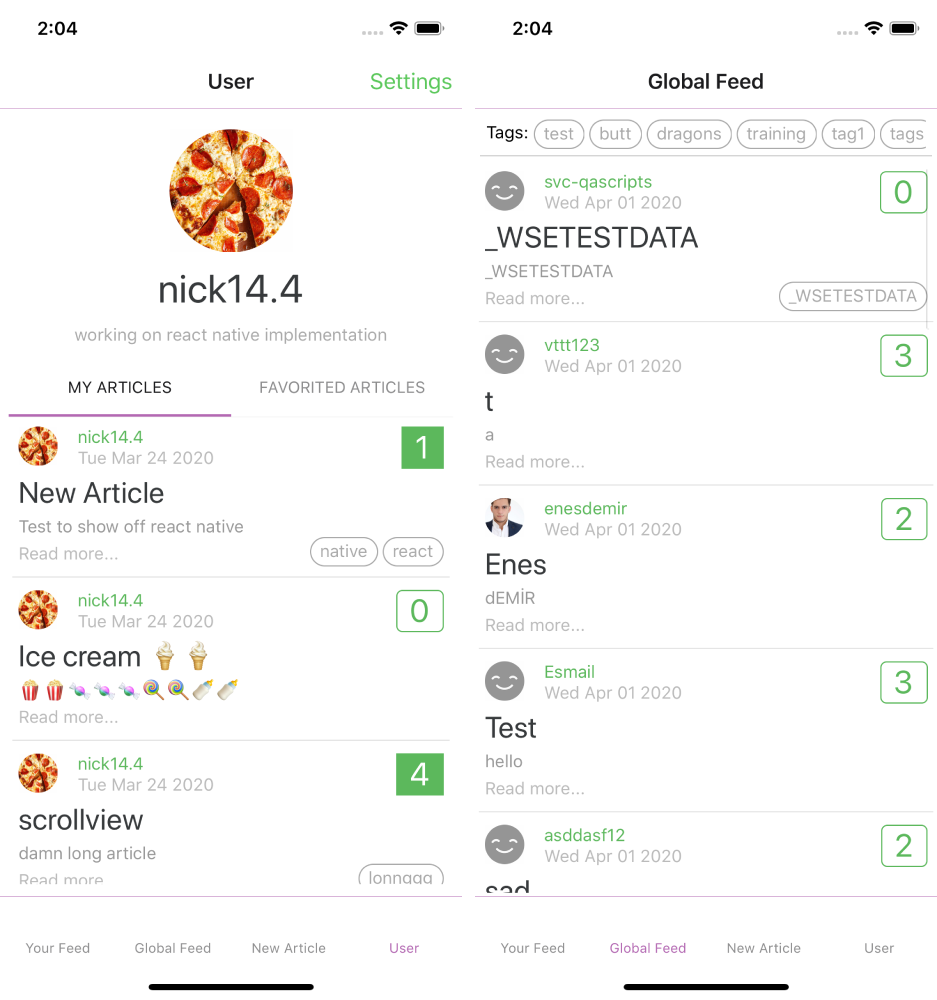 2:04
User
Settings
nick14.4
working on react native implementation
MY ARTICLES
FAVORITED ARTICLES
nick14.4
Tue Mar 24 2020
1
New Article
Test to show off react native
Read more...
native
react
nick14.4
Tue Mar 24 2020
0
Ice cream 🍦 🍦
🍿🍿🍬🍬🍬🍭🍭🍼🍼
Read more...
nick14.4
Tue Mar 24 2020
4
scrollview
damn long article
Read more
Your Feed
Global Feed
New Article
User
2:04
Global Feed
Tags:
test
butt
dragons
training
tag1
tags
svc-qascripts
Wed Apr 01 2020
0
_WSETESTDATA
_WSETESTDATA
Read more...
_WSETESTDATA
vttt123
Wed Apr 01 2020
3
t
a
Read more...
enesdemir
Wed Apr 01 2020
2
Enes
dEMİR
Read more...
Esmail
Wed Apr 01 2020
3
Test
hello
Read more...
asddasf12
Wed Apr 01 2020
2
sad
Your Feed
Global Feed
New Article
User